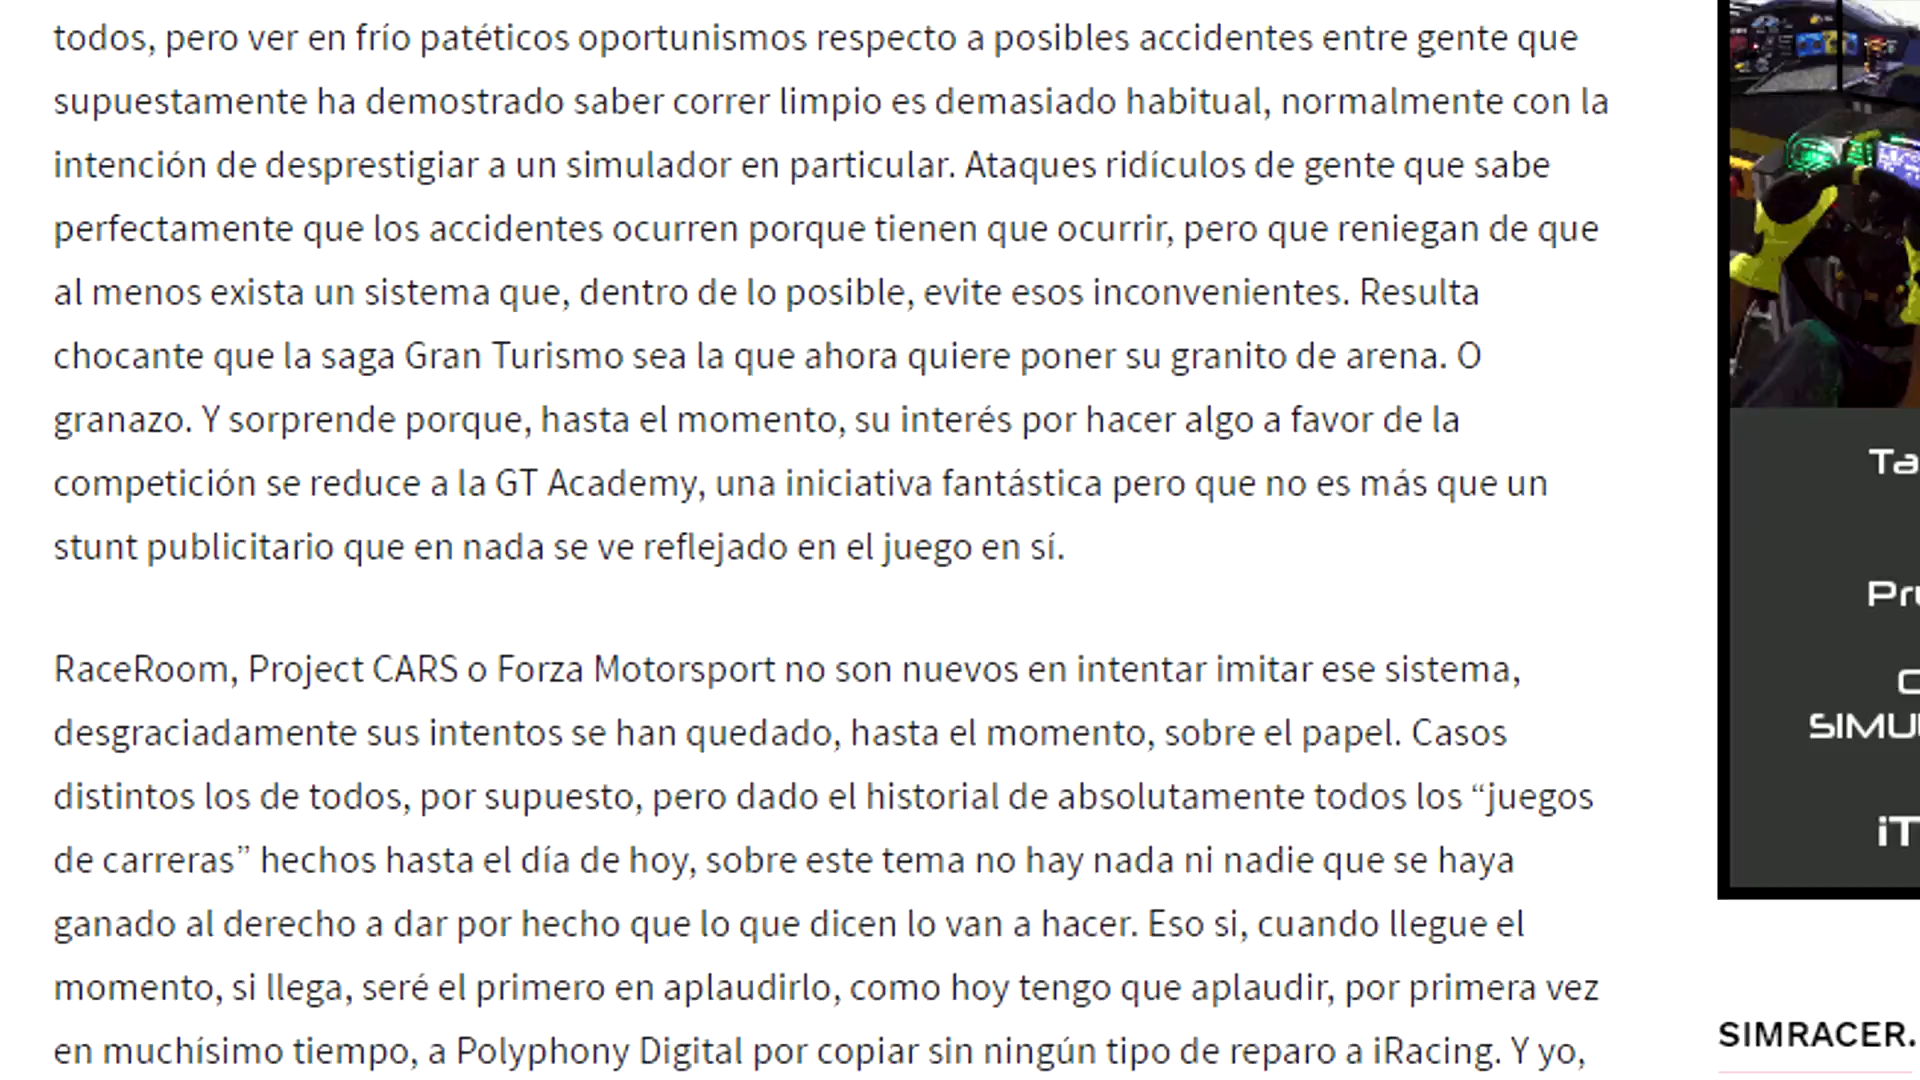 todos, pero ver en frío patéticos oportunismos respecto a posibles accidentes entre gente que
supuestamente ha demostrado saber correr limpio es demasiado habitual, normalmente con la
intención de desprestigiar a un simulador en particular. Ataques ridículos de gente que sabe
perfectamente que los accidentes ocurren porque tienen que ocurrir, pero que reniegan de que
al menos exista un sistema que, dentro de lo posible, evite esos inconvenientes. Resulta
chocante que la saga Gran Turismo sea la que ahora quiere poner su granito de arena. O
granazo. Y sorprende porque, hasta el momento, su interés por hacer algo a favor de la
competición se reduce a la GT Academy, una iniciativa fantástica pero que no es más que un
stunt publicitario que en nada se ve reflejado en el juego en sí.
RaceRoom, Project CARS o Forza Motorsport no son nuevos en intentar imitar ese sistema,
desgraciadamente sus intentos se han quedado, hasta el momento, sobre el papel. Casos
distintos los de todos, por supuesto, pero dado el historial de absolutamente todos los “juegos
de carreras” hechos hasta el día de hoy, sobre este tema no hay nada ni nadie que se haya
ganado al derecho a dar por hecho que lo que dicen lo van a hacer. Eso si, cuando llegue el
momento, si llega, seré el primero en aplaudirlo, como hoy tengo que aplaudir, por primera vez
en muchísimo tiempo, a Polyphony Digital por copiar sin ningún tipo de reparo a iRacing. Y yo,
Ta
Pr
SIMU
iT
SIMRACER.